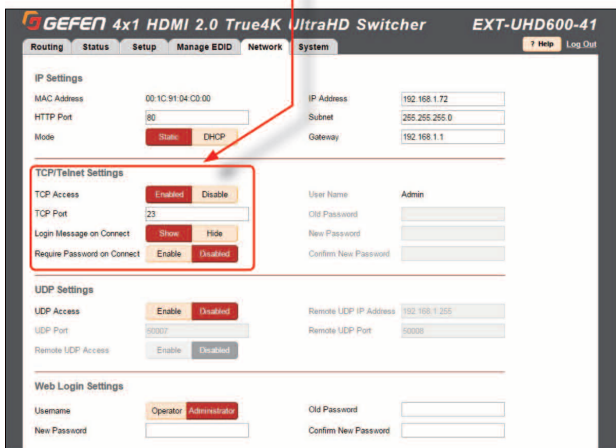 GEFEN 4x1 HDMI 2.0 True4K UltraHD Switcher EXT-UHD600-41
Routing Status Setup Manage EDID Network System ? Help Log Out
IP Settings
MAC Address 00:1C:91:04:C0:00 IP Address 192.168.1.72
HTTP Port 80 Subnet 255.255.255.0
Mode Static DHCP Gateway 192.168.1.1
TCP/Telnet Settings
TCP Access Enabled Disable User Name Admin
TCP Port 23 Old Password
Login Message on Connect Show Hide New Password
Require Password on Connect Enable Disabled Confirm New Password
UDP Settings
UDP Access Enable Disabled Remote UDP IP Address 192.168.1.255
UDP Port 50007 Remote UDP Port 50008
Remote UDP Access Enable Disabled
Web Login Settings
Username Operator Administrator Old Password
New Password Confirm New Password